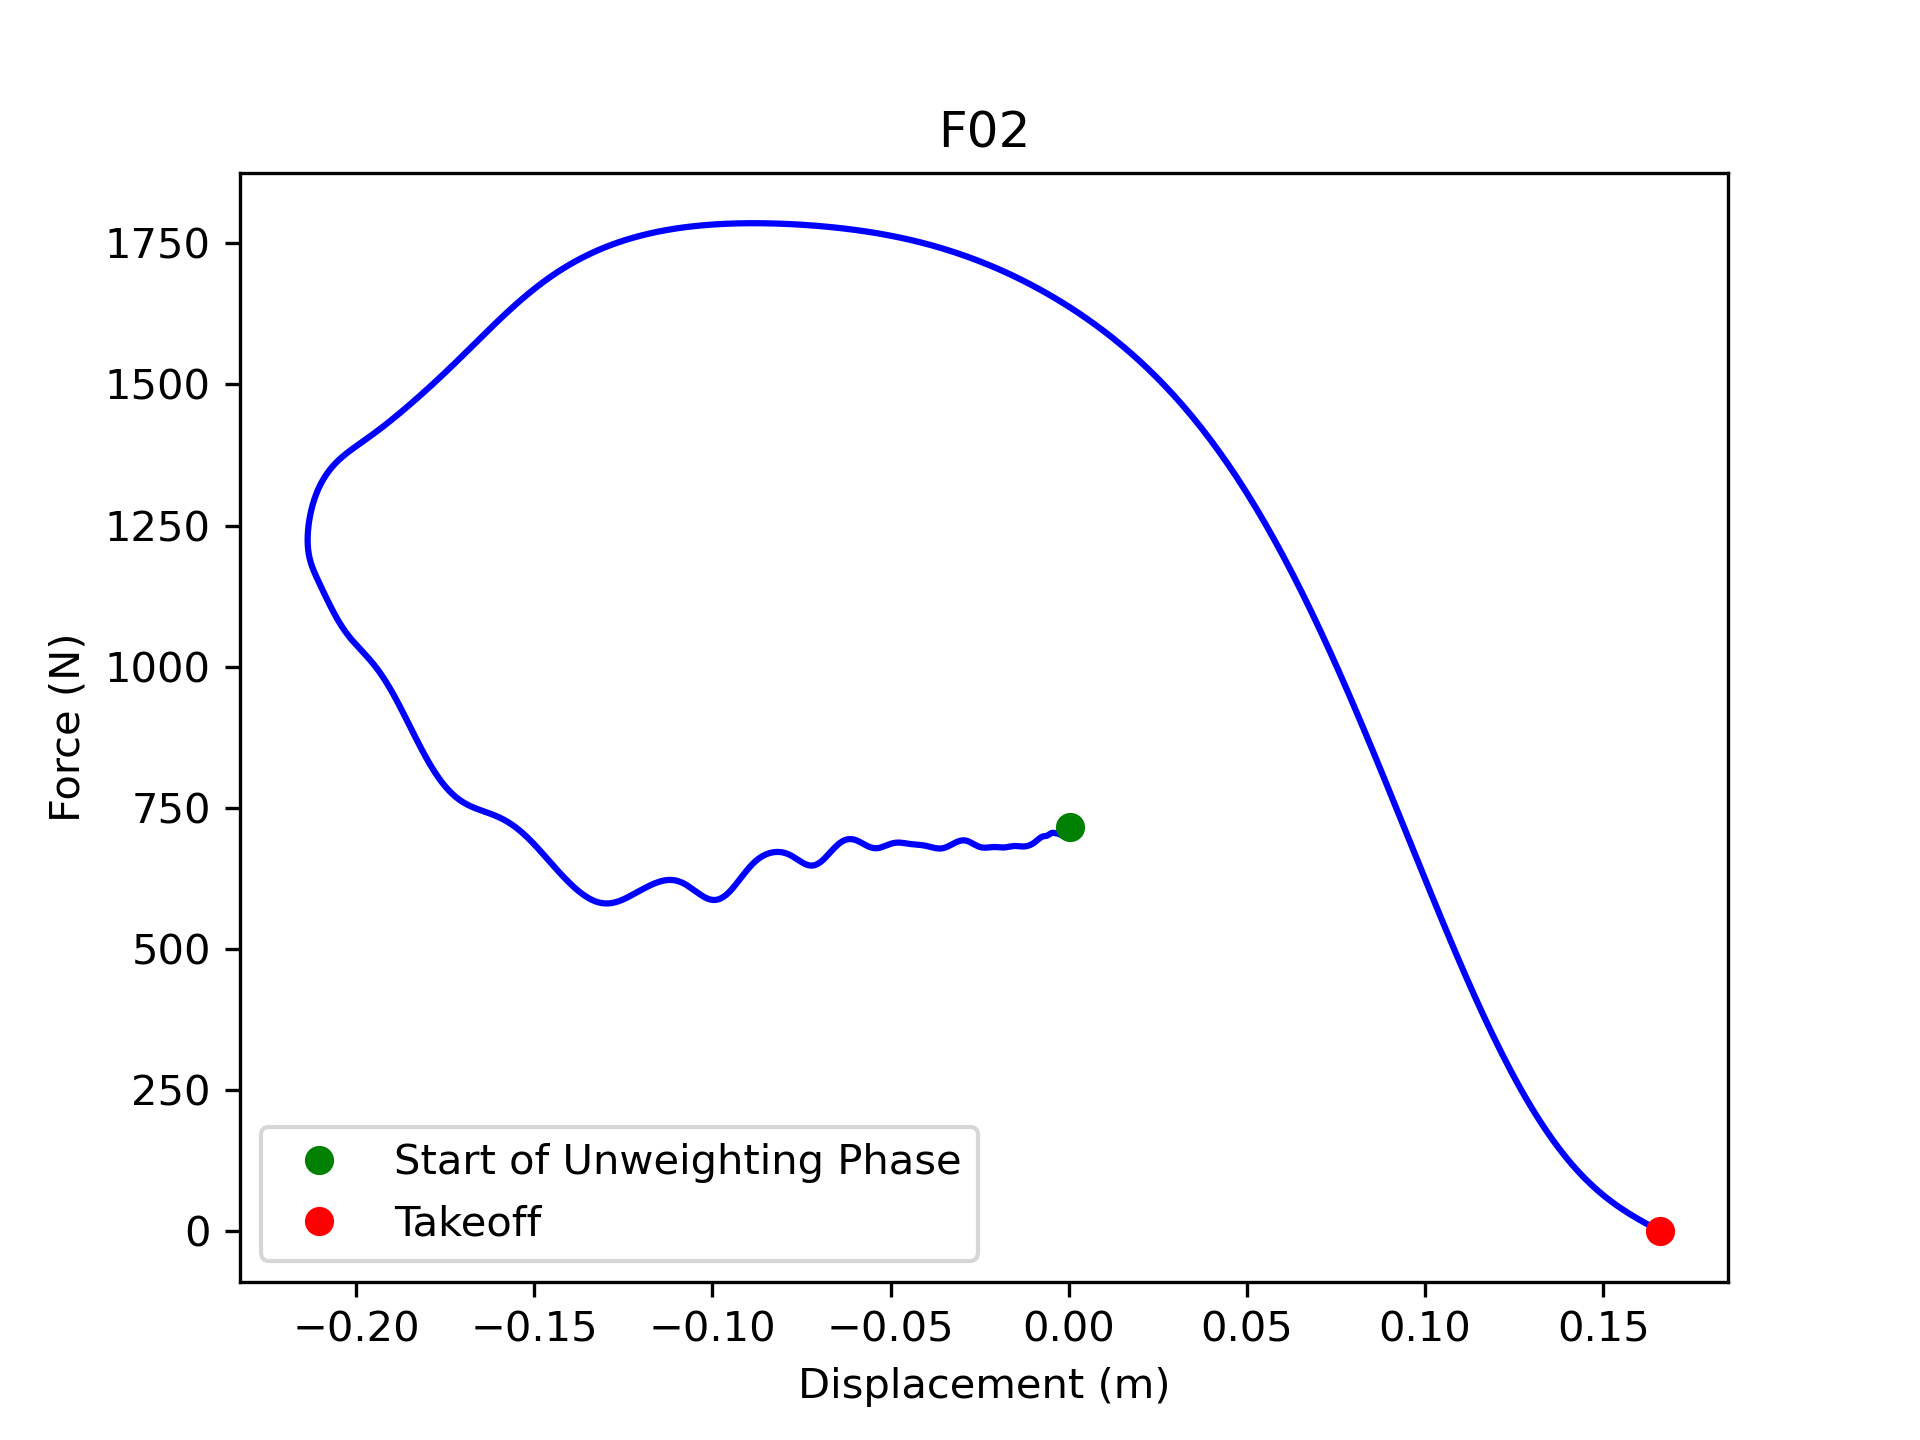 F02
1750
1500
1250
1000
750
500
250
0
Force (N)
Start of Unweighting Phase
Takeoff
−0.20 −0.15 −0.10 −0.05 0.00 0.05 0.10 0.15
Displacement (m)